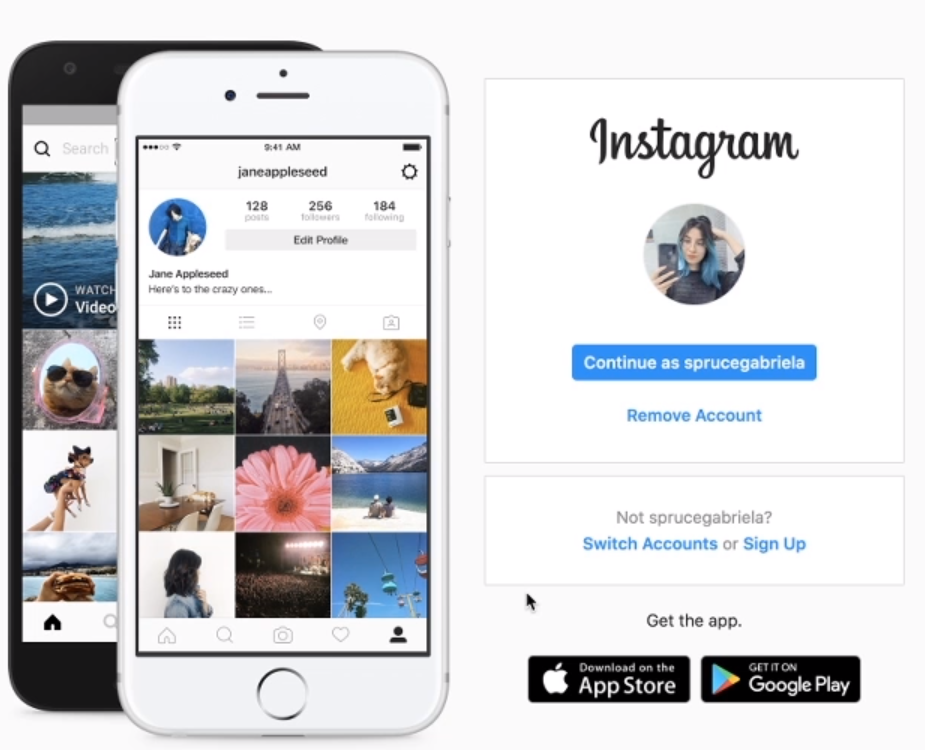 Search
WATCH
Video
9:41 AM
janeappleseed
128
posts
256
followers
184
following
Edit Profile
Jane Appleseed
Here's to the crazy ones...
Instagram
Continue as sprucegabriela
Remove Account
Not sprucegabriela?
Switch Accounts or Sign Up
Get the app.
Download on the
App Store
GET IT ON
Google Play